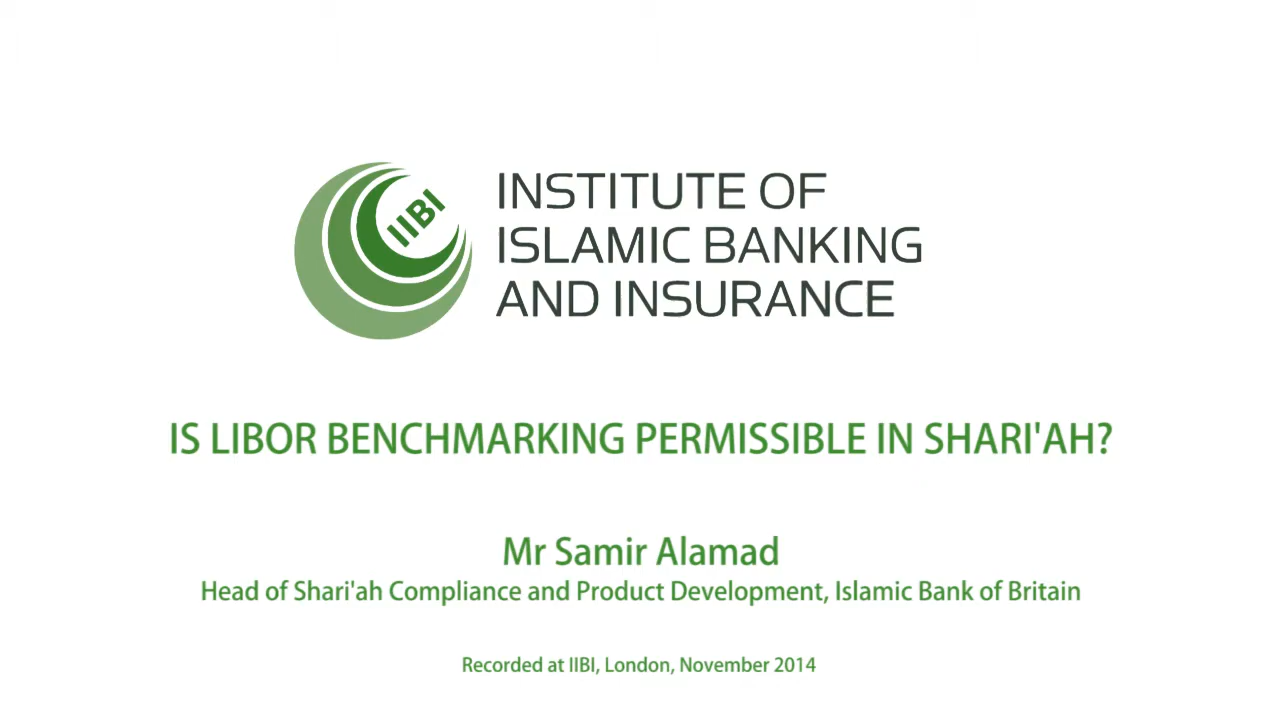 IIBI
INSTITUTE OF
ISLAMIC BANKING
AND INSURANCE
IS LIBOR BENCHMARKING PERMISSIBLE IN SHARI'AH?
Mr Samir Alamad
Head of Shari'ah Compliance and Product Development, Islamic Bank of Britain
Recorded at IIBI, London, November 2014